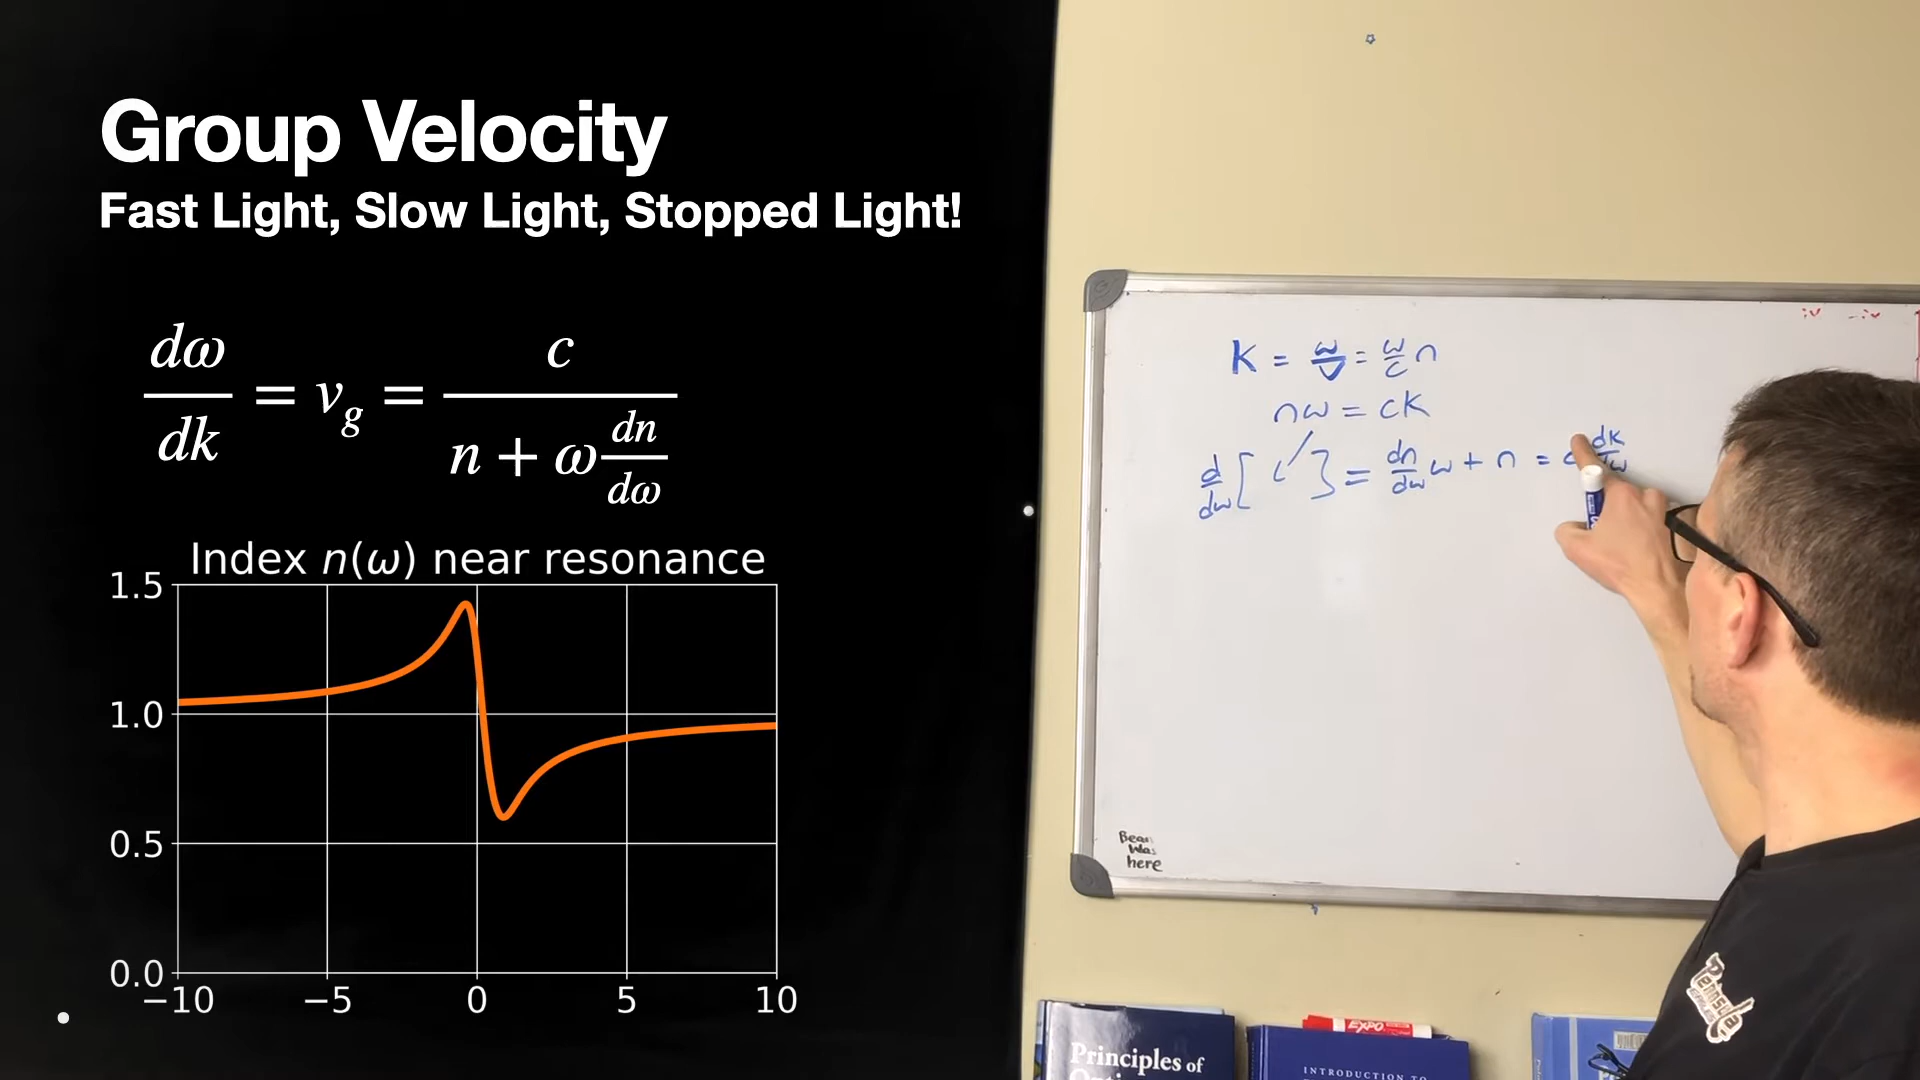 Group Velocity
Fast Light, Slow Light, Stopped Light!
dω/dk = v_g = c/(n + ω dn/dω)
Index n(ω) near resonance
1.5
1.0
0.5
0.0
−10 −5 0 5 10
K = ω/v = ω/c n
nω = cK
d/dω [ ] = dn/dω ω + n = c dK/dω
Bean
Was
here
EXPO
Principles of
INTRODUCTION TO